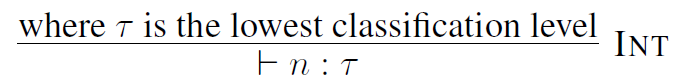 where τ is the lowest classification level
INT
⊢ n : τ